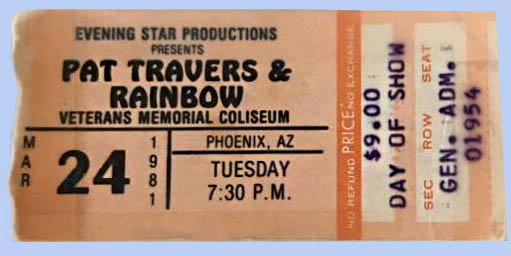 EVENING STAR PRODUCTIONS
PRESENTS
PAT TRAVERS &
RAINBOW
VETERANS MEMORIAL COLISEUM
MAR
24
1981
PHOENIX, AZ
TUESDAY
7:30 P.M.
NO REFUND PRICE NO EXCHANGE
$9.00
DAY OF SHOW
SEC ROW SEAT
GEN. ADM.
01954